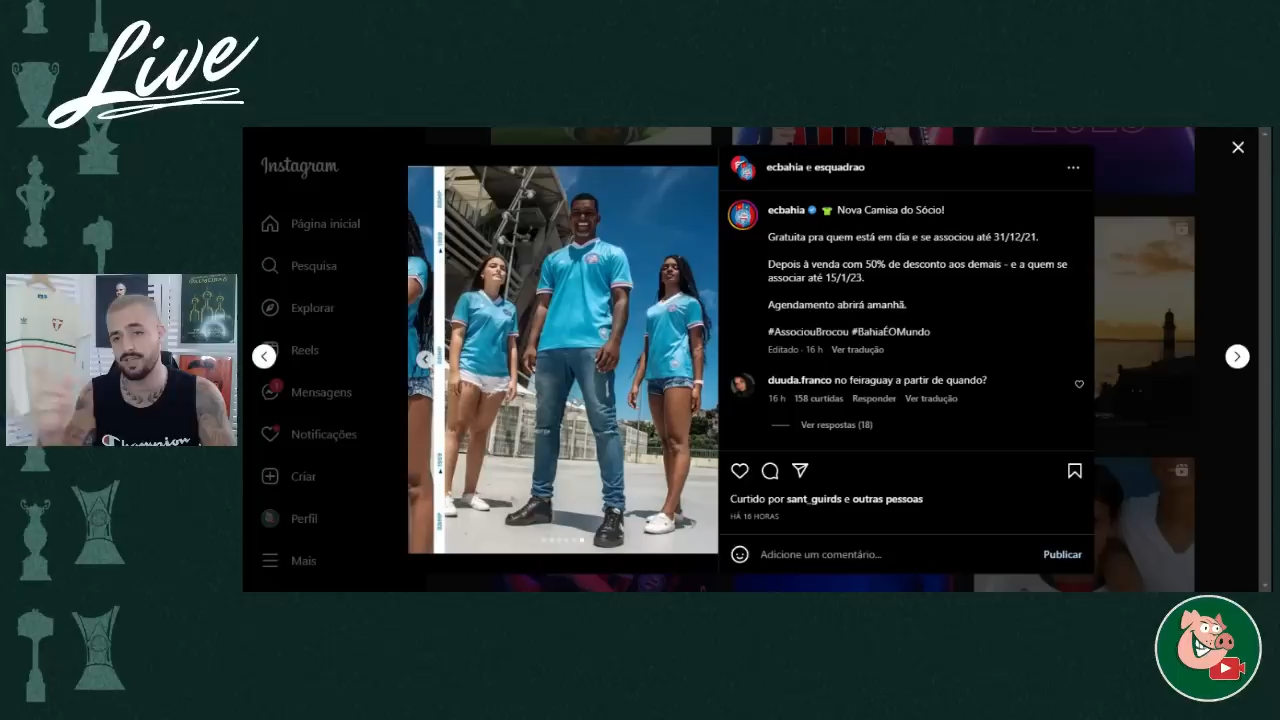 Live
Instagram
Página inicial
Pesquisa
Explorar
Reels
Mensagens
Notificações
Criar
Perfil
Mais
ecbahia e esquadrao
ecbahia Nova Camisa do Sócio!
Gratuita pra quem está em dia e se associou até 31/12/21.
Depois à venda com 50% de desconto aos demais - e a quem se
associar até 15/1/23.
Agendamento abrirá amanhã.
#AssociouBrocou #BahiaÉOMundo
Editado · 16 h Ver tradução
duuda.franco no feiraguay a partir de quando?
16 h 158 curtidas Responder Ver tradução
Ver respostas (18)
Curtido por sant_guirds e outras pessoas
HÁ 16 HORAS
Adicione um comentário...
Publicar
Champion